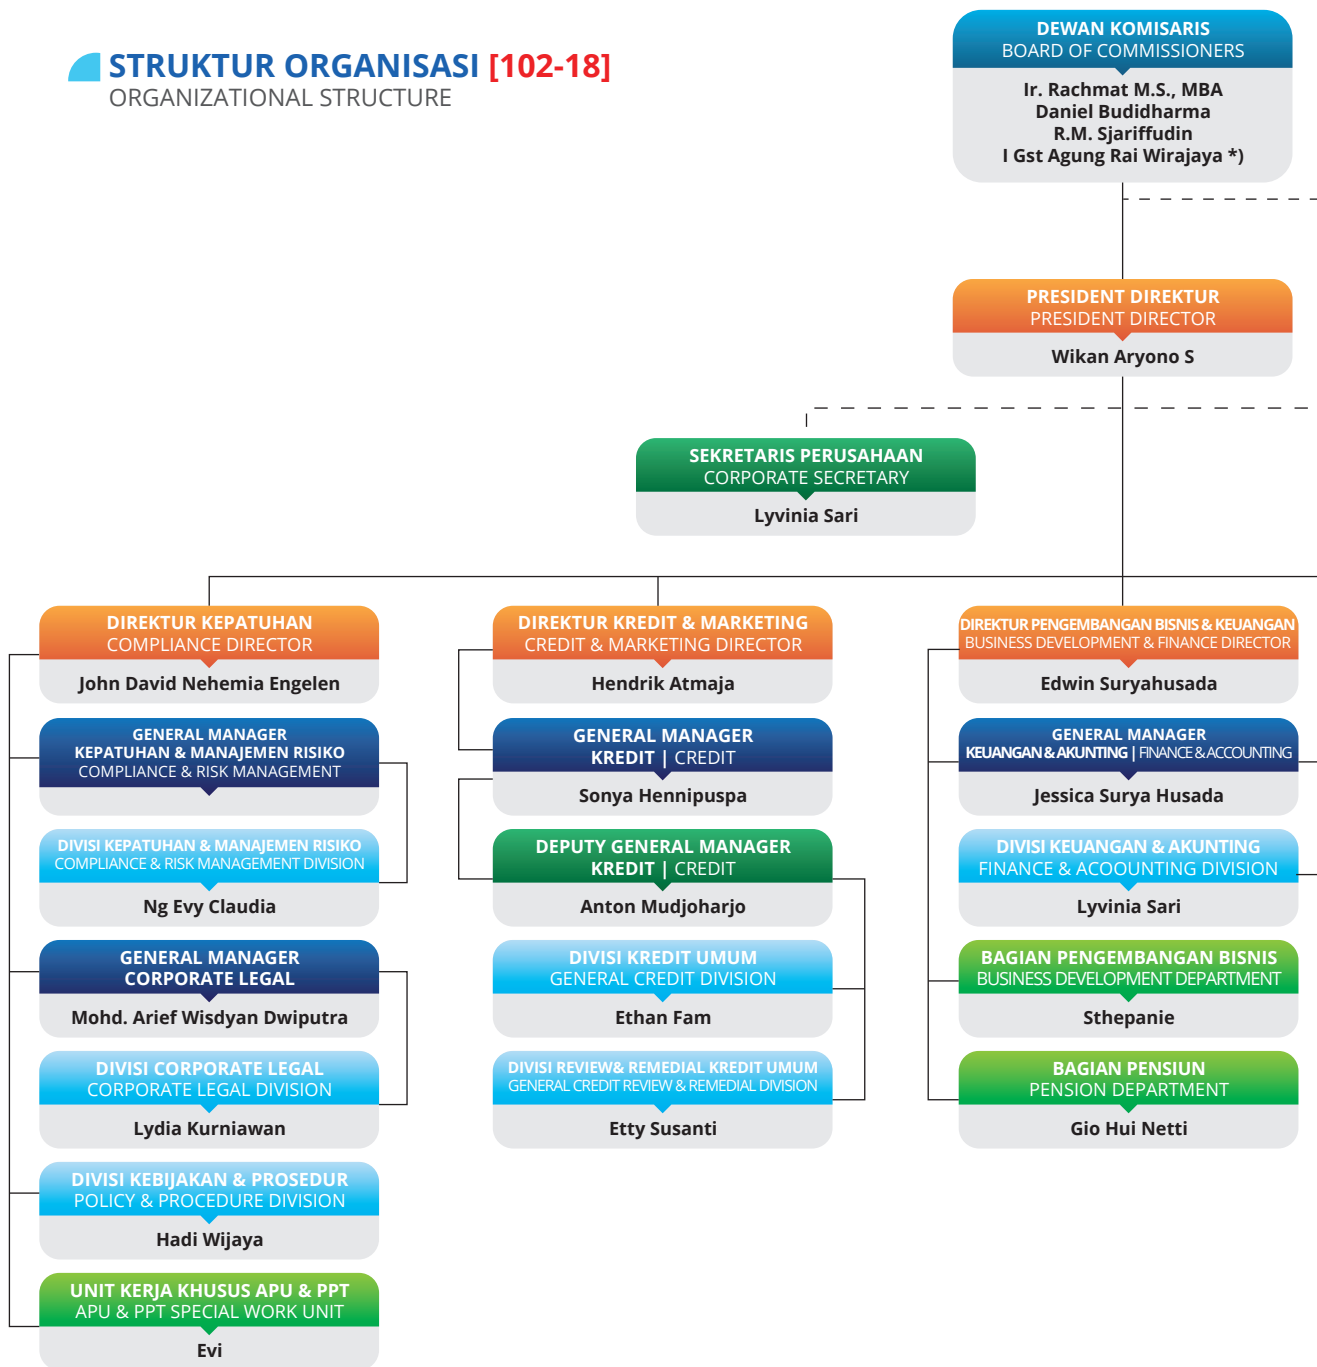 STRUKTUR ORGANISASI [102-18]
ORGANIZATIONAL STRUCTURE
DEWAN KOMISARIS
BOARD OF COMMISSIONERS
Ir. Rachmat M.S., MBA
Daniel Budidharma
R.M. Sjariffudin
I Gst Agung Rai Wirajaya *)
PRESIDENT DIREKTUR
PRESIDENT DIRECTOR
Wikan Aryono S
SEKRETARIS PERUSAHAAN
CORPORATE SECRETARY
Lyvinia Sari
DIREKTUR KEPATUHAN
COMPLIANCE DIRECTOR
John David Nehemia Engelen
GENERAL MANAGER
KEPATUHAN & MANAJEMEN RISIKO
COMPLIANCE & RISK MANAGEMENT
DIVISI KEPATUHAN & MANAJEMEN RISIKO
COMPLIANCE & RISK MANAGEMENT DIVISION
Ng Evy Claudia
GENERAL MANAGER
CORPORATE LEGAL
Mohd. Arief Wisdyan Dwiputra
DIVISI CORPORATE LEGAL
CORPORATE LEGAL DIVISION
Lydia Kurniawan
DIVISI KEBIJAKAN & PROSEDUR
POLICY & PROCEDURE DIVISION
Hadi Wijaya
UNIT KERJA KHUSUS APU & PPT
APU & PPT SPECIAL WORK UNIT
Evi
DIREKTUR KREDIT & MARKETING
CREDIT & MARKETING DIRECTOR
Hendrik Atmaja
GENERAL MANAGER
KREDIT | CREDIT
Sonya Hennipuspa
DEPUTY GENERAL MANAGER
KREDIT | CREDIT
Anton Mudjoharjo
DIVISI KREDIT UMUM
GENERAL CREDIT DIVISION
Ethan Fam
DIVISI REVIEW& REMEDIAL KREDIT UMUM
GENERAL CREDIT REVIEW & REMEDIAL DIVISION
Etty Susanti
DIREKTUR PENGEMBANGAN BISNIS & KEUANGAN
BUSINESS DEVELOPMENT & FINANCE DIRECTOR
Edwin Suryahusada
GENERAL MANAGER
KEUANGAN & AKUNTING | FINANCE & ACCOUNTING
Jessica Surya Husada
DIVISI KEUANGAN & AKUNTING
FINANCE & ACOOUNTING DIVISION
Lyvinia Sari
BAGIAN PENGEMBANGAN BISNIS
BUSINESS DEVELOPMENT DEPARTMENT
Sthepanie
BAGIAN PENSIUN
PENSION DEPARTMENT
Gio Hui Netti